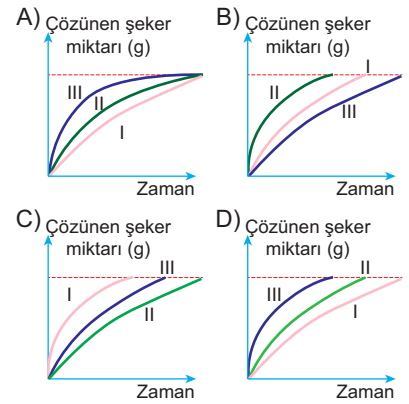 A) Çözünen şeker
miktarı (g)
III
II
I
Zaman
B) Çözünen şeker
miktarı (g)
I
II
III
Zaman
C) Çözünen şeker
miktarı (g)
III
I
II
Zaman
D) Çözünen şeker
miktarı (g)
II
III
I
Zaman